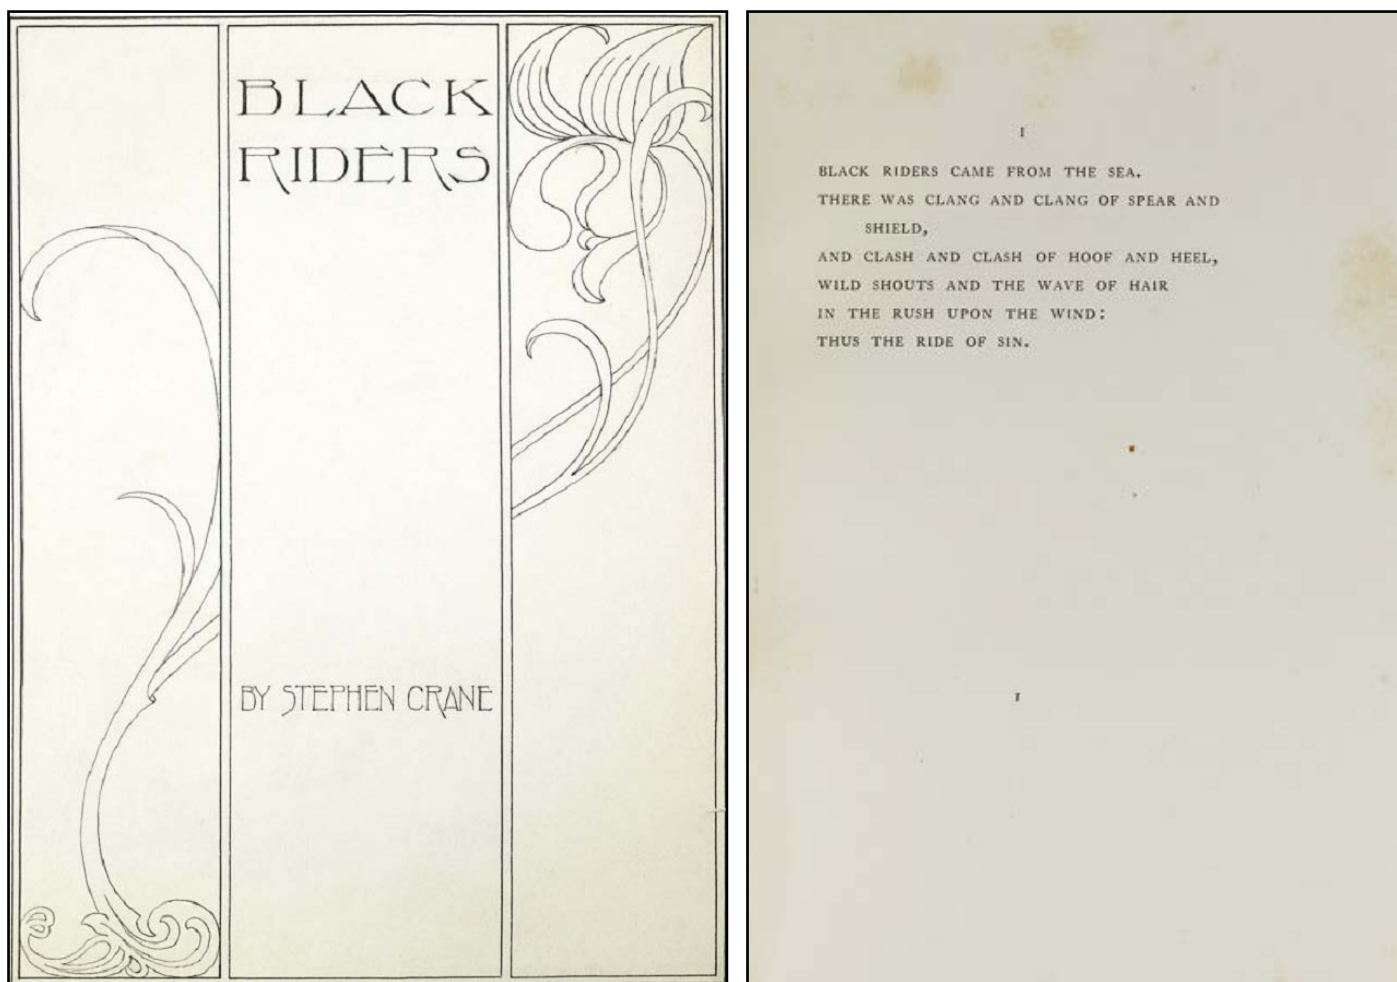 BLACK
RIDERS
BY STEPHEN CRANE
I
BLACK RIDERS CAME FROM THE SEA.
THERE WAS CLANG AND CLANG OF SPEAR AND
SHIELD,
AND CLASH AND CLASH OF HOOF AND HEEL,
WILD SHOUTS AND THE WAVE OF HAIR
IN THE RUSH UPON THE WIND:
THUS THE RIDE OF SIN.
I